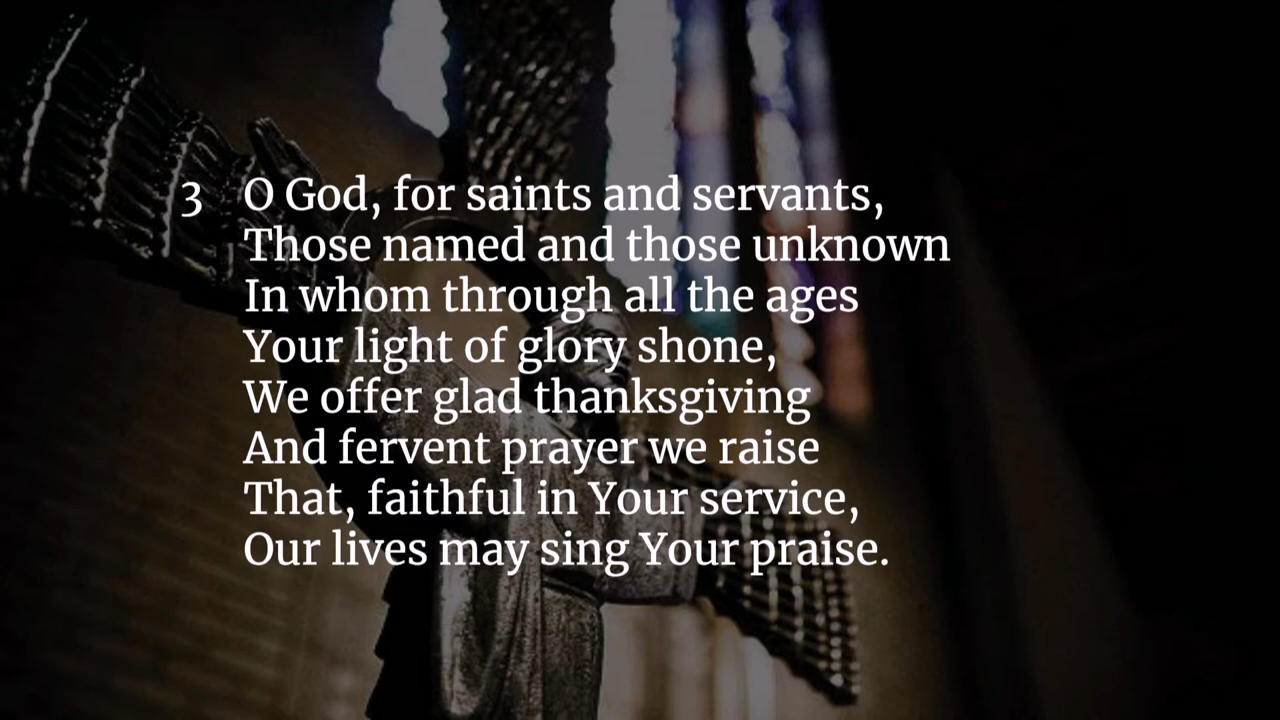 3 O God, for saints and servants,
Those named and those unknown
In whom through all the ages
Your light of glory shone,
We offer glad thanksgiving
And fervent prayer we raise
That, faithful in Your service,
Our lives may sing Your praise.